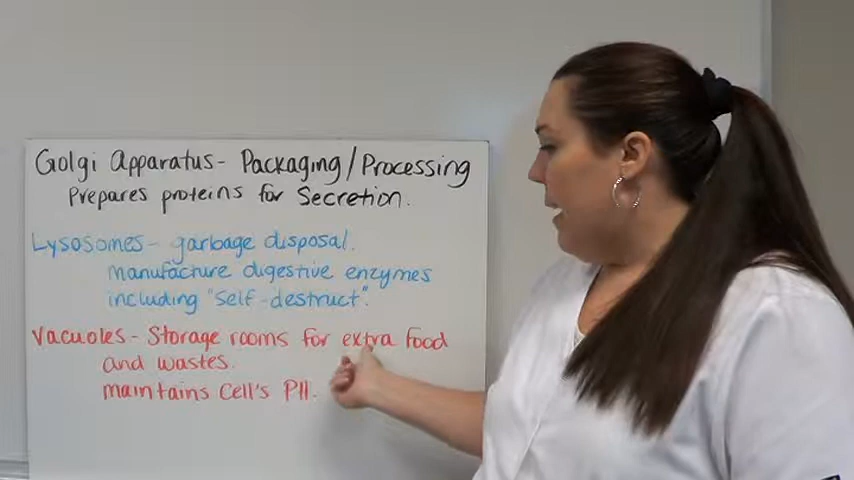 Golgi Apparatus - Packaging/Processing
Prepares proteins for Secretion.
Lysosomes - garbage disposal.
manufacture digestive enzymes
including "Self-destruct".
Vacuoles - Storage rooms for extra food
and wastes.
maintains Cell's PH.